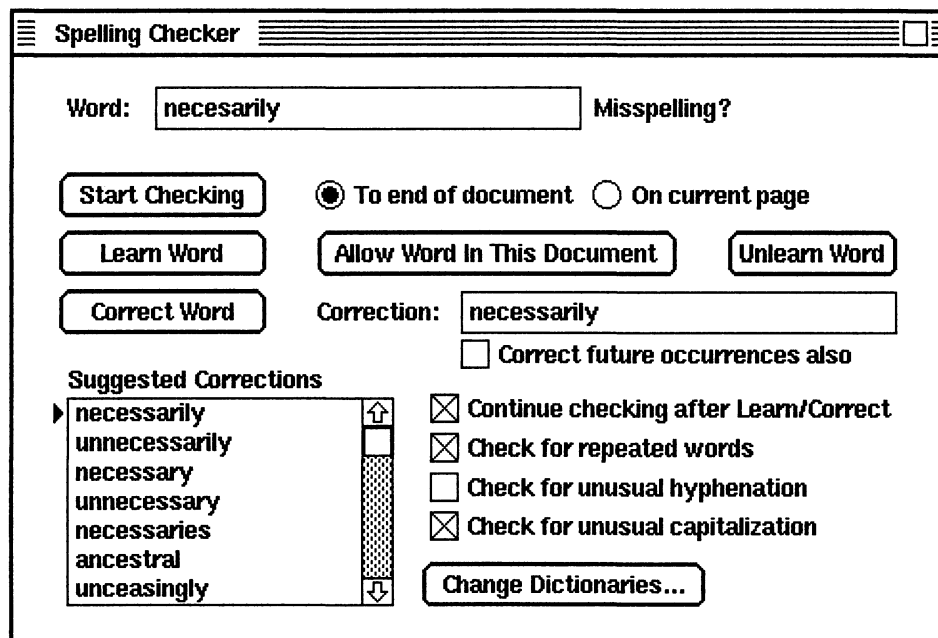 Spelling Checker
Word: necesarily Misspelling?
Start Checking To end of document On current page
Learn Word Allow Word In This Document Unlearn Word
Correct Word Correction: necessarily
Correct future occurrences also
Suggested Corrections
necessarily
unnecessarily
necessary
unnecessary
necessaries
ancestral
unceasingly
Continue checking after Learn/Correct
Check for repeated words
Check for unusual hyphenation
Check for unusual capitalization
Change Dictionaries...